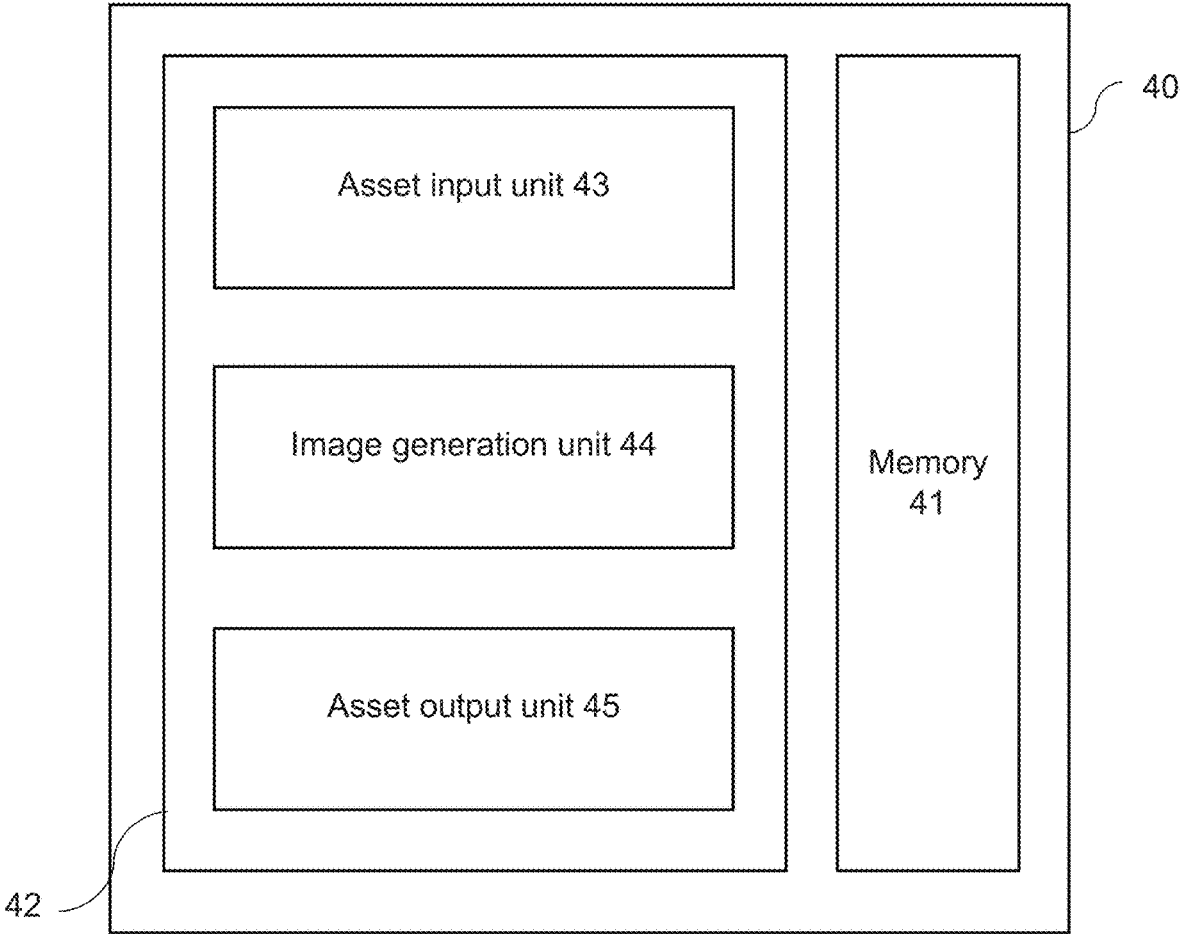 40
Asset input unit 43
Image generation unit 44
Memory
41
Asset output unit 45
42